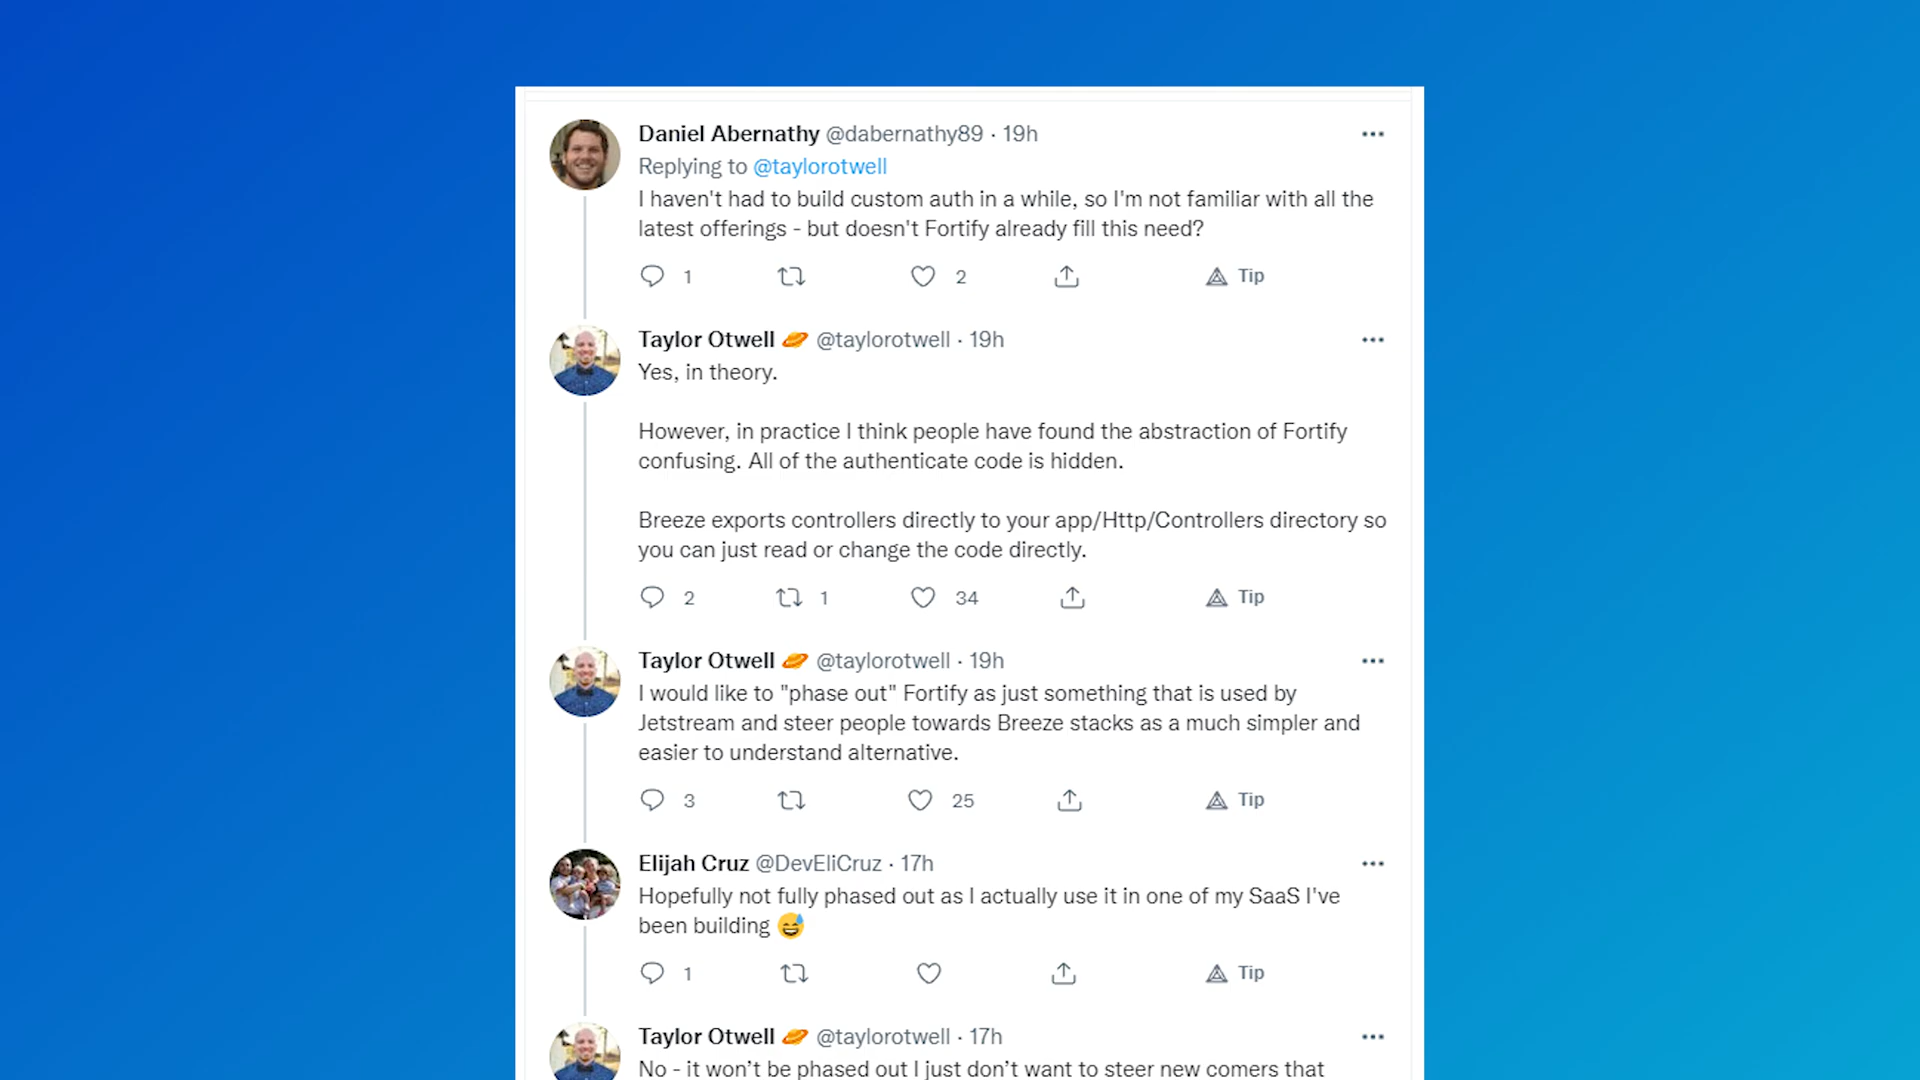 Daniel Abernathy @dabernathy89 · 19h
Replying to @taylorotwell
I haven't had to build custom auth in a while, so I'm not familiar with all the
latest offerings - but doesn't Fortify already fill this need?
1 2 Tip
Taylor Otwell 🪐 @taylorotwell · 19h
Yes, in theory.
However, in practice I think people have found the abstraction of Fortify
confusing. All of the authenticate code is hidden.
Breeze exports controllers directly to your app/Http/Controllers directory so
you can just read or change the code directly.
2 1 34 Tip
Taylor Otwell 🪐 @taylorotwell · 19h
I would like to "phase out" Fortify as just something that is used by
Jetstream and steer people towards Breeze stacks as a much simpler and
easier to understand alternative.
3 25 Tip
Elijah Cruz @DevEliCruz · 17h
Hopefully not fully phased out as I actually use it in one of my SaaS I've
been building 😅
1 Tip
Taylor Otwell 🪐 @taylorotwell · 17h
No - it won't be phased out I just don't want to steer new comers that